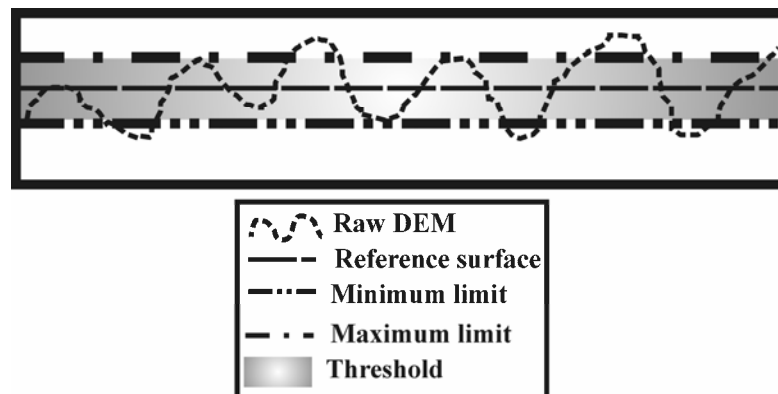 Raw DEM
Reference surface
Minimum limit
Maximum limit
Threshold